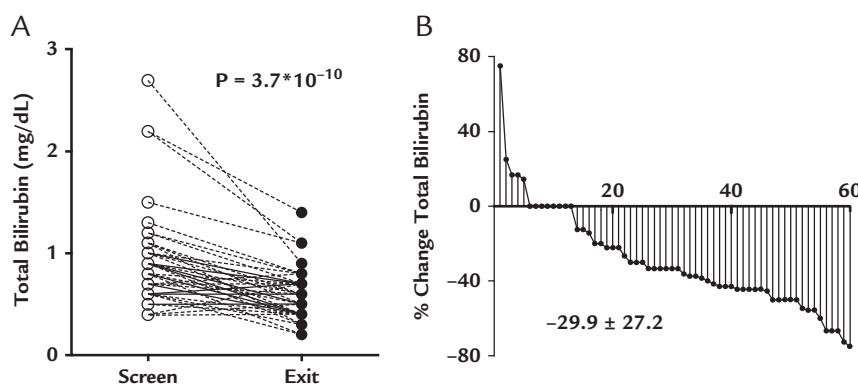 A
Total Bilirubin (mg/dL)
3
2
1
0
P = 3.7*10⁻¹⁰
Screen
Exit
B
% Change Total Bilirubin
80
40
0
−40
−80
20
40
60
−29.9 ± 27.2